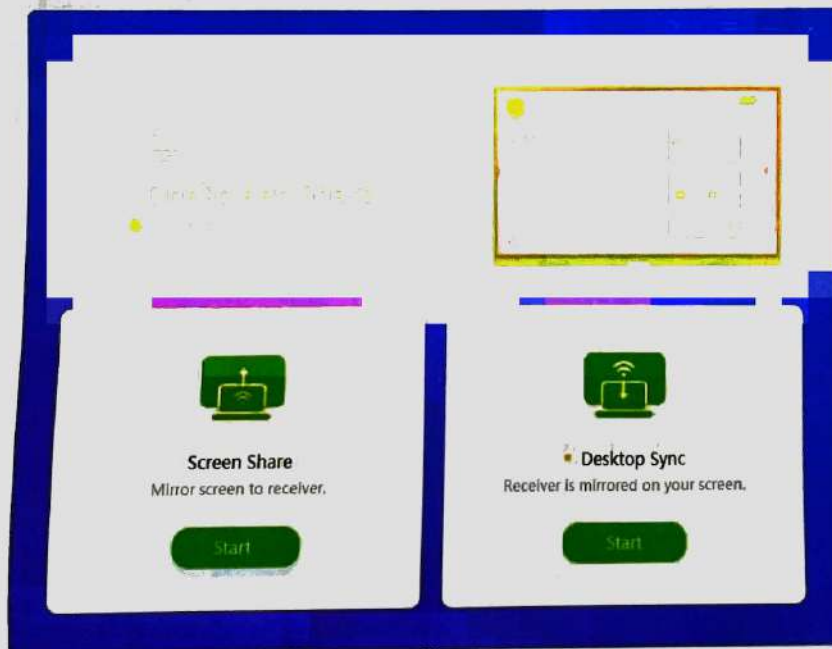 Screen Share
Mirror screen to receiver.
Start
Desktop Sync
Receiver is mirrored on your screen.
Start